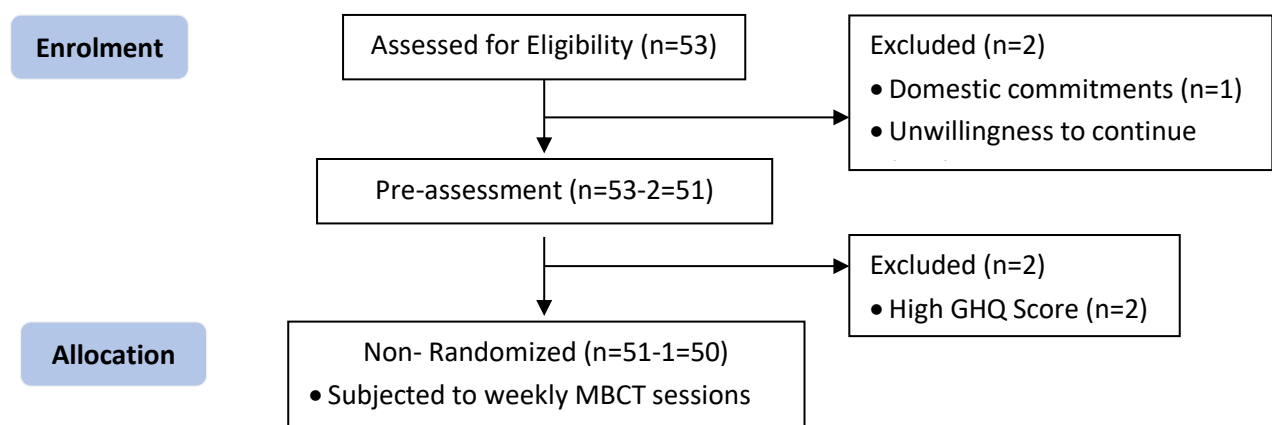 Enrolment
Assessed for Eligibility (n=53)
Excluded (n=2)
• Domestic commitments (n=1)
• Unwillingness to continue
Pre-assessment (n=53-2=51)
Excluded (n=2)
• High GHQ Score (n=2)
Allocation
Non- Randomized (n=51-1=50)
• Subjected to weekly MBCT sessions